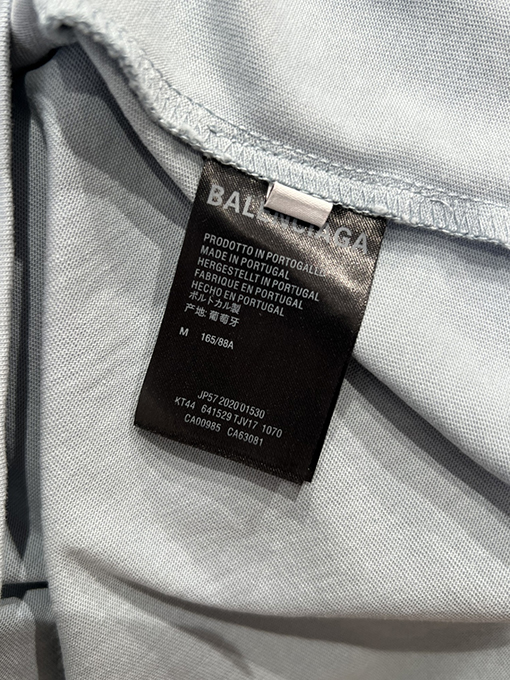 BALENCIAGA
PRODOTTO IN PORTOGALLO
MADE IN PORTUGAL
HERGESTELLT IN PORTUGAL
FABRIQUE EN PORTUGAL
HECHO EN PORTUGAL
ポルトカル製
产地: 葡萄牙
M 165/88A
JP57 2020 01530
KT44 641529 TJV17 1070
CA00985 CA63081